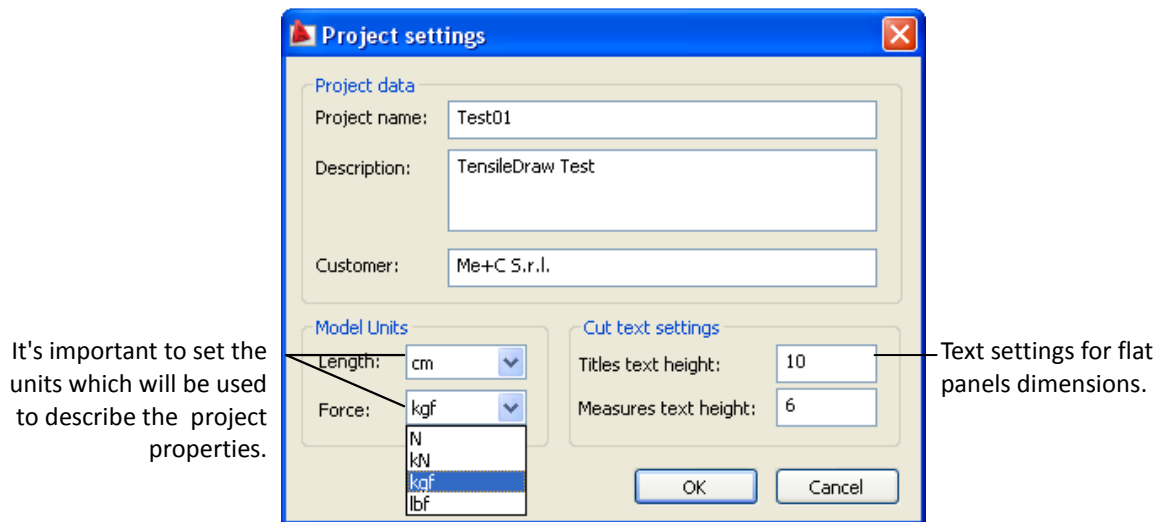 Project settings
Project data
Project name: Test01
Description: TensileDraw Test
Customer: Me+C S.r.l.
Model Units
Length: cm
Force: kgf
N
kN
kgf
lbf
Cut text settings
Titles text height: 10
Measures text height: 6
OK Cancel
It's important to set the
units which will be used
to describe the project
properties.
Text settings for flat
panels dimensions.